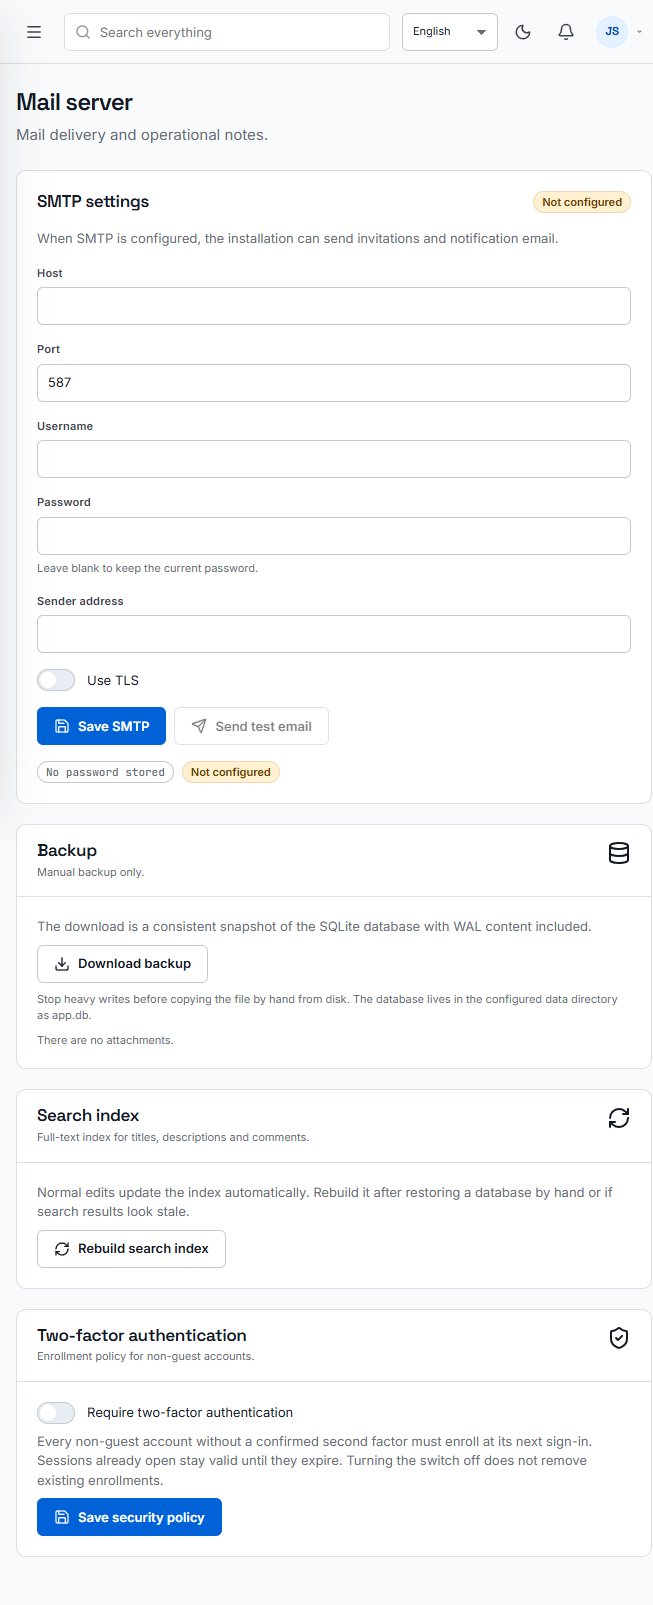 Search everything
English
JS
Mail server
Mail delivery and operational notes.
SMTP settings
Not configured
When SMTP is configured, the installation can send invitations and notification email.
Host
Port
587
Username
Password
Leave blank to keep the current password.
Sender address
Use TLS
Save SMTP
Send test email
No password stored
Not configured
Backup
Manual backup only.
The download is a consistent snapshot of the SQLite database with WAL content included.
Download backup
Stop heavy writes before copying the file by hand from disk. The database lives in the configured data directory
as app.db.
There are no attachments.
Search index
Full-text index for titles, descriptions and comments.
Normal edits update the index automatically. Rebuild it after restoring a database by hand or if
search results look stale.
Rebuild search index
Two-factor authentication
Enrollment policy for non-guest accounts.
Require two-factor authentication
Every non-guest account without a confirmed second factor must enroll at its next sign-in.
Sessions already open stay valid until they expire. Turning the switch off does not remove
existing enrollments.
Save security policy